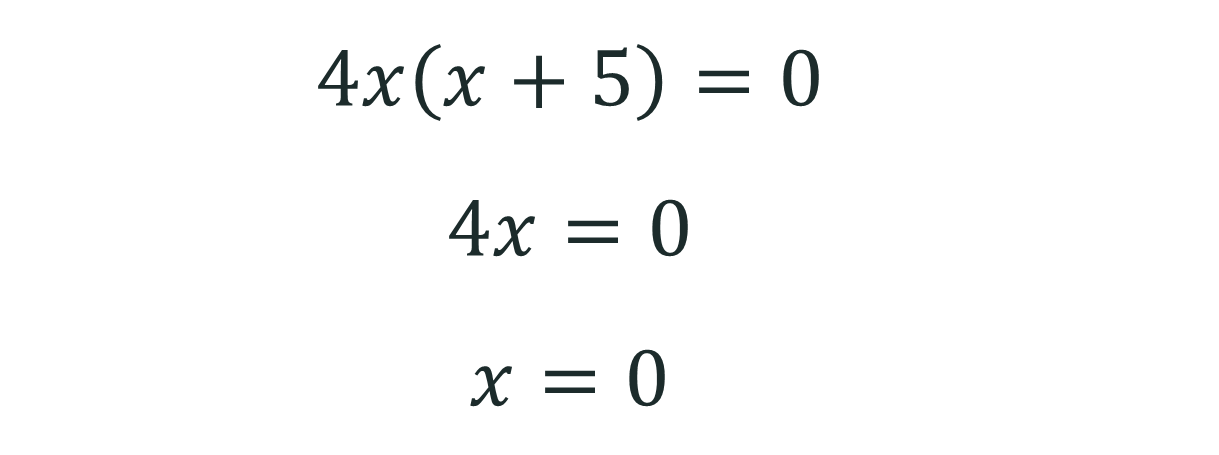 4x(x + 5) = 0
4x = 0
x = 0